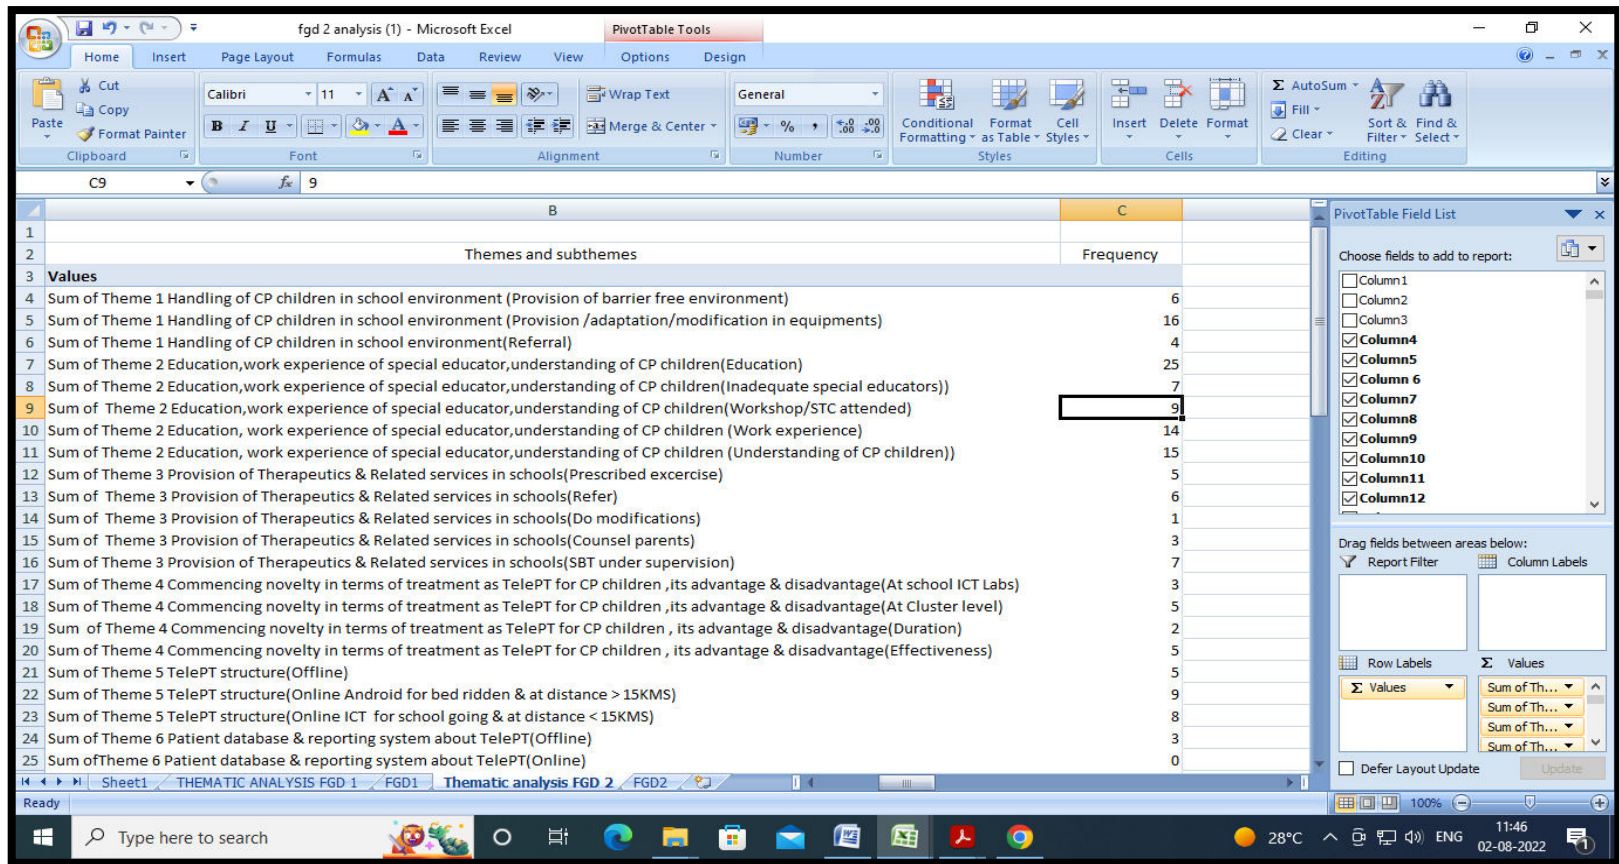 fgd 2 analysis (1) - Microsoft Excel PivotTable Tools
Home Insert Page Layout Formulas Data Review View Options Design
Paste Cut Copy Format Painter Clipboard
Calibri 11 A A B I U A Font
Wrap Text Merge & Center Alignment
General % , .00 .00 Number
Conditional Formatting Format as Table Cell Styles Styles
Insert Delete Format Cells
Σ AutoSum Fill Clear Sort & Filter Find & Select Editing
C9 fx 9
B C
1
2 Themes and subthemes Frequency
3 Values
4 Sum of Theme 1 Handling of CP children in school environment (Provision of barrier free environment) 6
5 Sum of Theme 1 Handling of CP children in school environment (Provision /adaptation/modification in equipments) 16
6 Sum of Theme 1 Handling of CP children in school environment(Referral) 4
7 Sum of Theme 2 Education,work experience of special educator,understanding of CP children(Education) 25
8 Sum of Theme 2 Education,work experience of special educator,understanding of CP children(Inadequate special educators)) 7
9 Sum of Theme 2 Education,work experience of special educator,understanding of CP children(Workshop/STC attended) 9
10 Sum of Theme 2 Education, work experience of special educator,understanding of CP children (Work experience) 14
11 Sum of Theme 2 Education, work experience of special educator,understanding of CP children (Understanding of CP children)) 15
12 Sum of Theme 3 Provision of Therapeutics & Related services in schools(Prescribed excercise) 5
13 Sum of Theme 3 Provision of Therapeutics & Related services in schools(Refer) 6
14 Sum of Theme 3 Provision of Therapeutics & Related services in schools(Do modifications) 1
15 Sum of Theme 3 Provision of Therapeutics & Related services in schools(Counsel parents) 3
16 Sum of Theme 3 Provision of Therapeutics & Related services in schools(SBT under supervision) 7
17 Sum of Theme 4 Commencing novelty in terms of treatment as TelePT for CP children ,its advantage & disadvantage(At school ICT Labs) 3
18 Sum of Theme 4 Commencing novelty in terms of treatment as TelePT for CP children ,its advantage & disadvantage(At Cluster level) 5
19 Sum of Theme 4 Commencing novelty in terms of treatment as TelePT for CP children , its advantage & disadvantage(Duration) 2
20 Sum of Theme 4 Commencing novelty in terms of treatment as TelePT for CP children , its advantage & disadvantage(Effectiveness) 5
21 Sum of Theme 5 TelePT structure(Offline) 5
22 Sum of Theme 5 TelePT structure(Online Android for bed ridden & at distance > 15KMS) 9
23 Sum of Theme 5 TelePT structure(Online ICT for school going & at distance < 15KMS) 8
24 Sum of Theme 6 Patient database & reporting system about TelePT(Offline) 3
25 Sum ofTheme 6 Patient database & reporting system about TelePT(Online) 0
PivotTable Field List
Choose fields to add to report:
Column1
Column2
Column3
Column4
Column5
Column 6
Column7
Column8
Column9
Column10
Column11
Column12
Drag fields between areas below:
Report Filter Column Labels
Row Labels Σ Values
Σ Values Sum of Th...
Sum of Th...
Sum of Th...
Sum of Th...
Defer Layout Update Update
Sheet1 THEMATIC ANALYSIS FGD 1 FGD1 Thematic analysis FGD 2 FGD2
Ready 100%
Type here to search 28°C ENG 11:46
02-08-2022 1